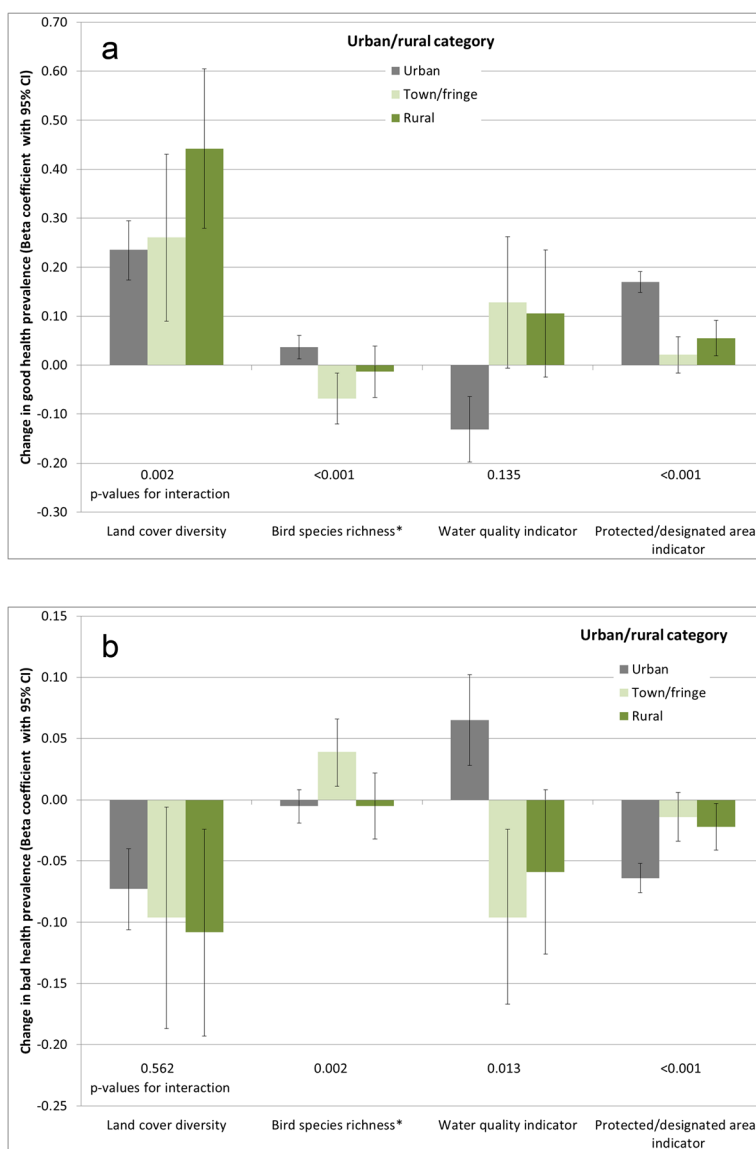 a
Urban/rural category
Urban
Town/fringe
Rural
Change in good health prevalence (Beta coefficient with 95% CI)
0.70
0.60
0.50
0.40
0.30
0.20
0.10
0.00
-0.10
-0.20
-0.30
0.002 <0.001 0.135 <0.001
p-values for interaction
Land cover diversity Bird species richness* Water quality indicator Protected/designated area
indicator
b
Urban/rural category
Urban
Town/fringe
Rural
Change in bad health prevalence (Beta coefficient with 95% CI)
0.15
0.10
0.05
0.00
-0.05
-0.10
-0.15
-0.20
-0.25
0.562 0.002 0.013 <0.001
p-values for interaction
Land cover diversity Bird species richness* Water quality indicator Protected/designated area
indicator